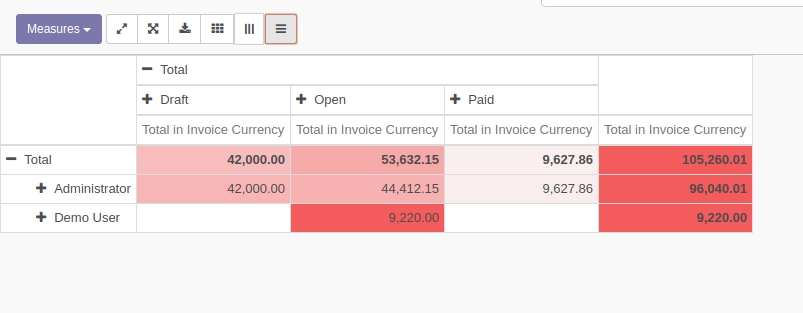 Measures
Total
Draft Open Paid
Total in Invoice Currency Total in Invoice Currency Total in Invoice Currency Total in Invoice Currency
Total 42,000.00 53,632.15 9,627.86 105,260.01
Administrator 42,000.00 44,412.15 9,627.86 96,040.01
Demo User 9,220.00 9,220.00